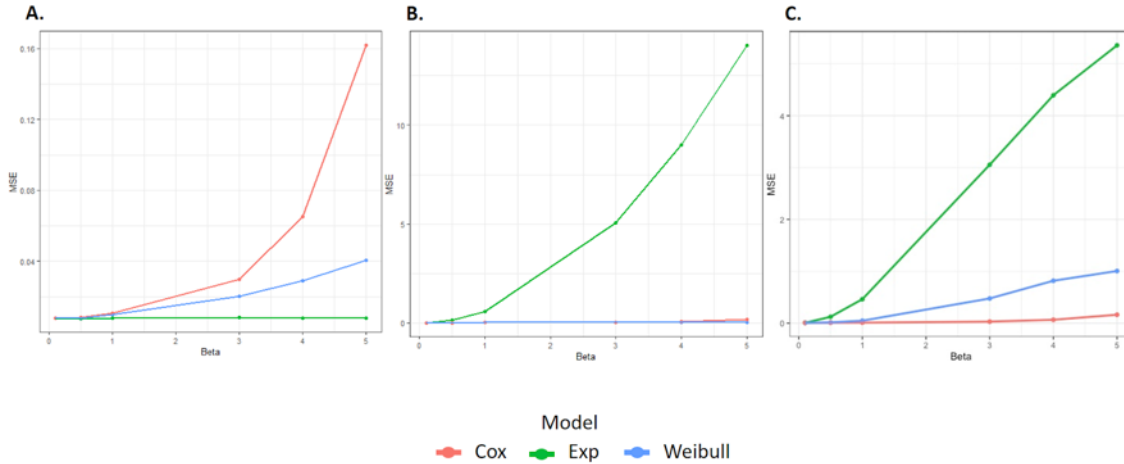 A.
B.
C.
MSE
0.16
0.12
0.08
0.04
0 1 2 3 4 5
Beta
MSE
10
5
0
0 1 2 3 4 5
Beta
MSE
4
2
0
0 1 2 3 4 5
Beta
Model
Cox Exp Weibull